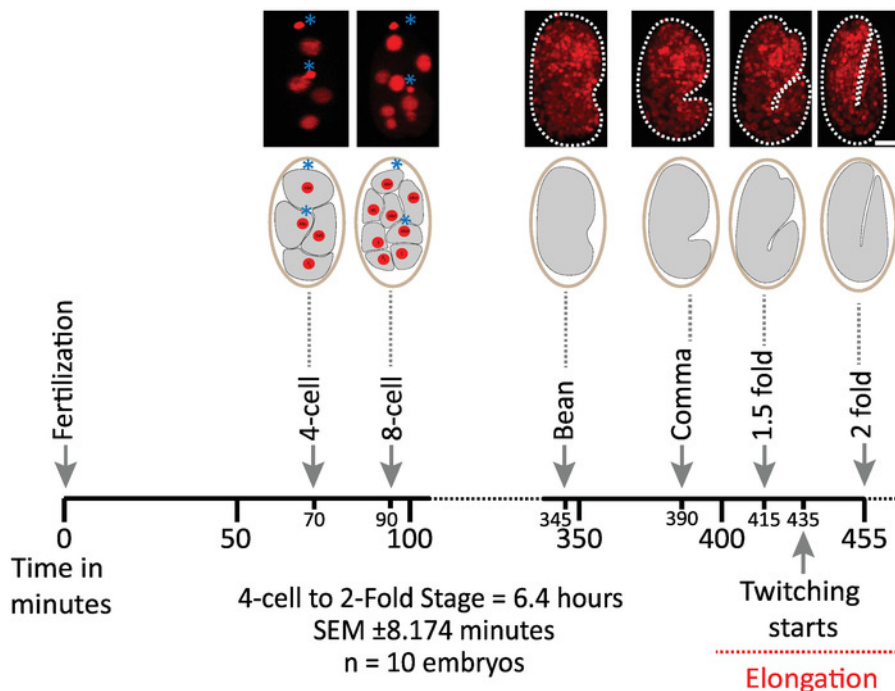 Fertilization
4-cell
8-cell
Bean
Comma
1.5 fold
2 fold
0
50
70
90
100
345
350
390
400
415
435
455
Time in
minutes
4-cell to 2-Fold Stage = 6.4 hours
SEM ±8.174 minutes
n = 10 embryos
Twitching
starts
Elongation